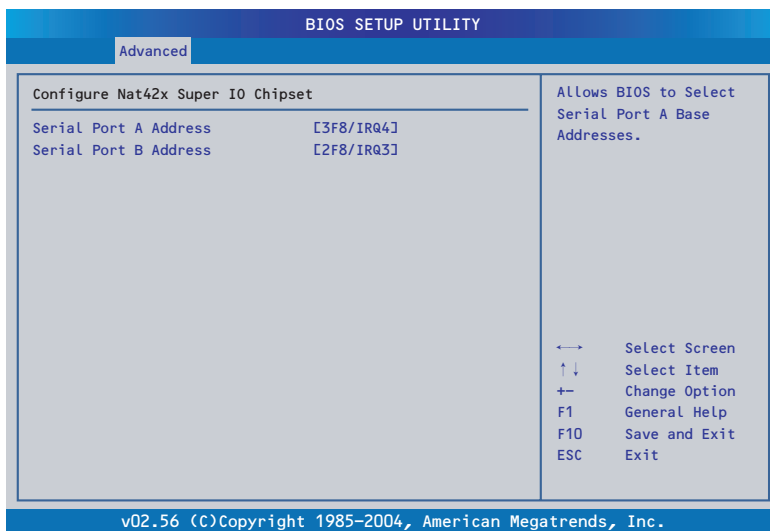 BIOS SETUP UTILITY
Advanced
Configure Nat42x Super IO Chipset
Serial Port A Address [3F8/IRQ4]
Serial Port B Address [2F8/IRQ3]
Allows BIOS to Select
Serial Port A Base
Addresses.
←→ Select Screen
↑↓ Select Item
+- Change Option
F1 General Help
F10 Save and Exit
ESC Exit
v02.56 (C)Copyright 1985-2004, American Megatrends, Inc.